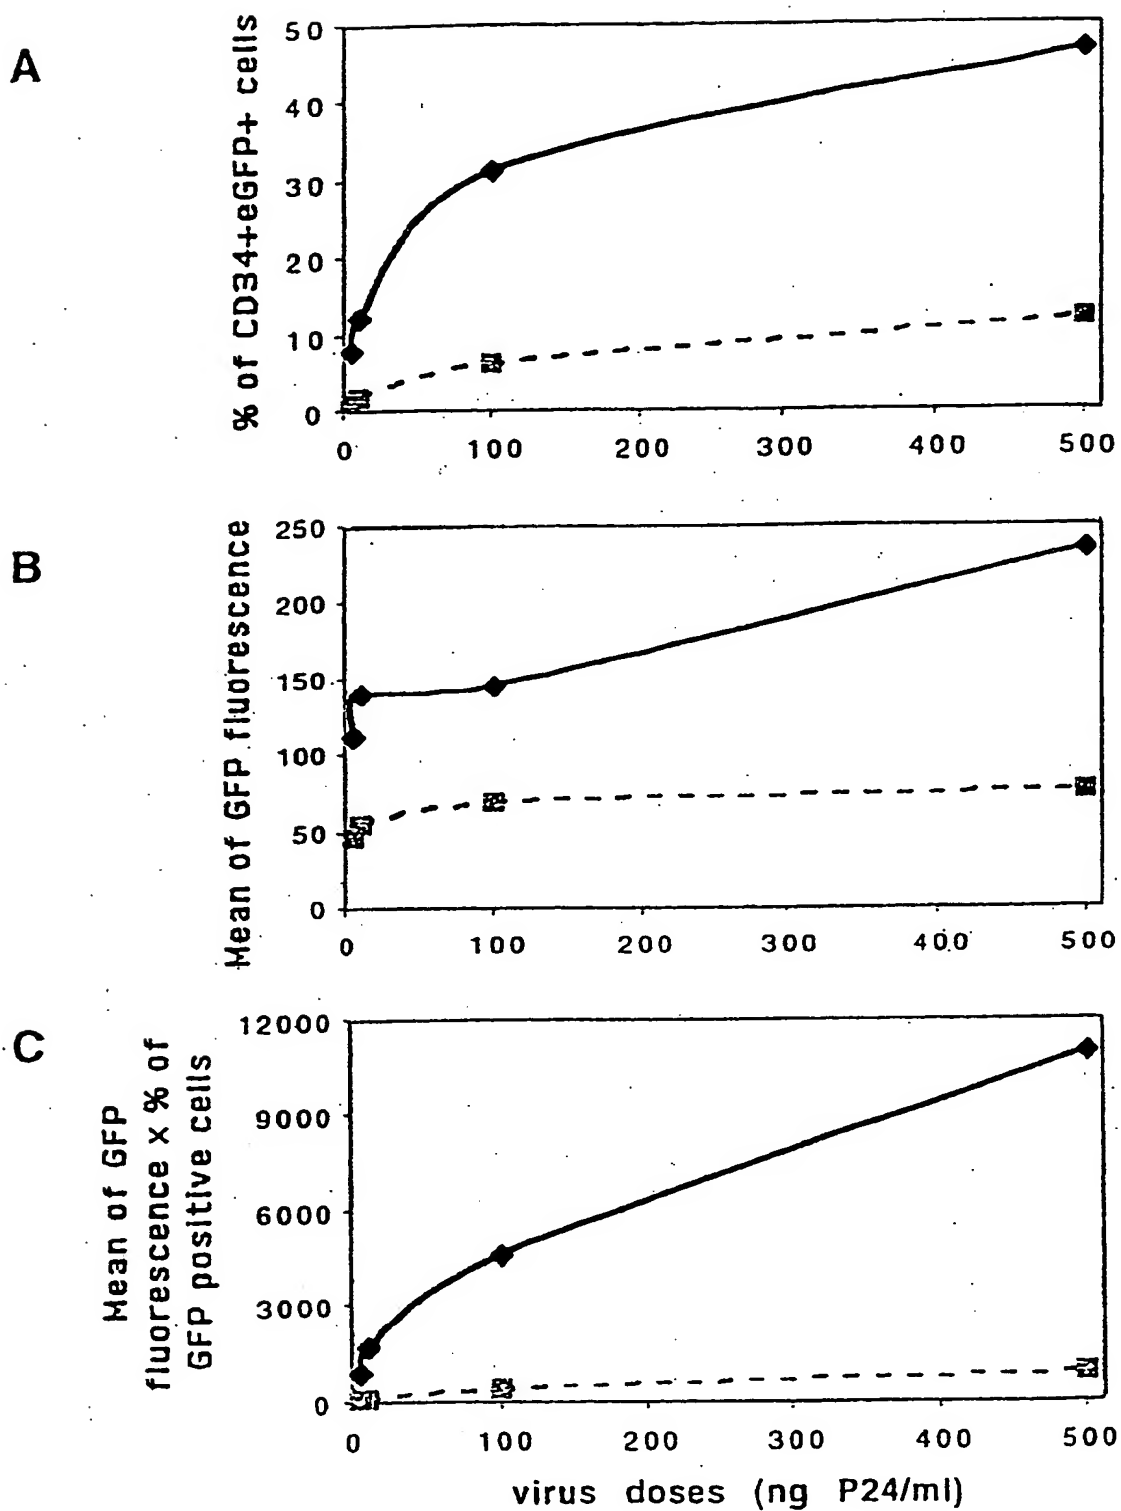 A
% of CD34+eGFP+ cells
50
40
30
20
10
0
0 100 200 300 400 500
B
Mean of GFP fluorescence
250
200
150
100
50
0
0 100 200 300 400 500
C
Mean of GFP
fluorescence x % of
GFP positive cells
12000
9000
6000
3000
0
0 100 200 300 400 500
virus doses (ng P24/ml)